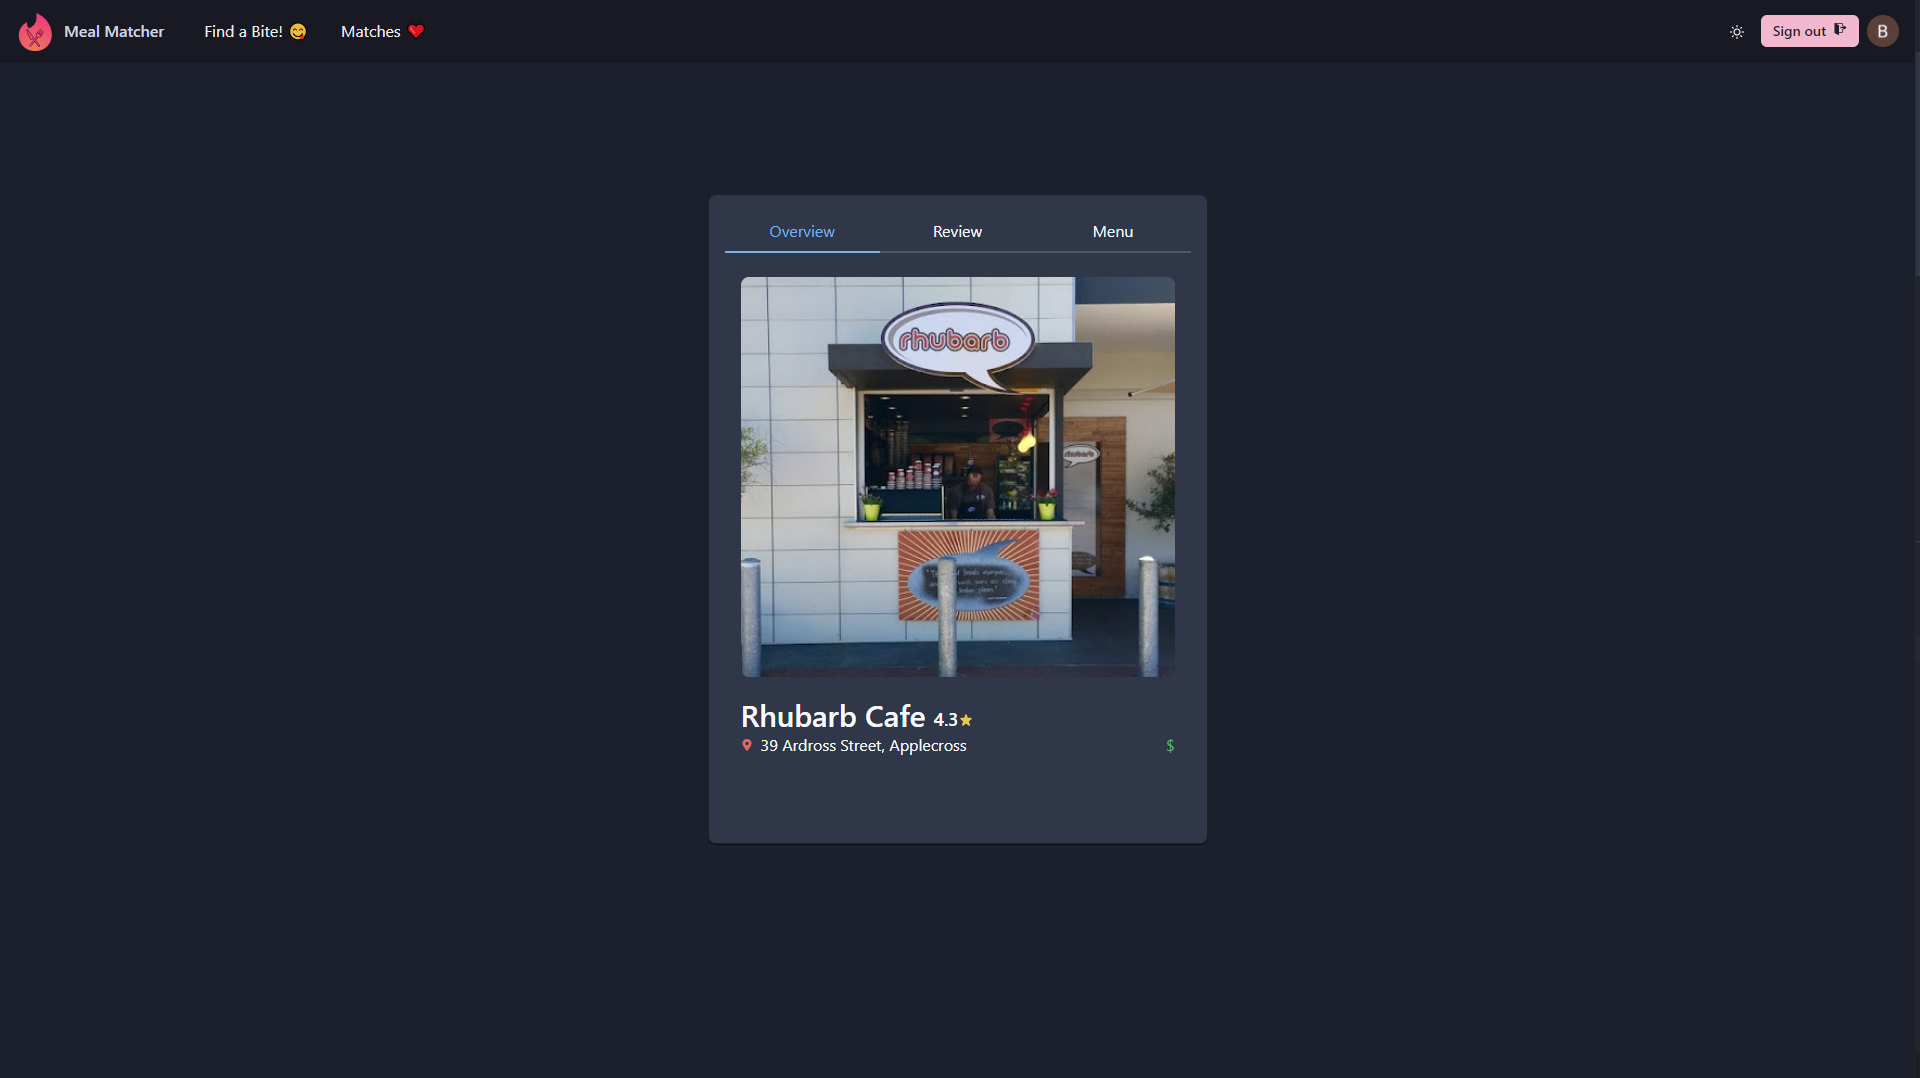 Meal Matcher
Find a Bite! 😋
Matches ❤️
Sign out
B
Overview
Review
Menu
rhubarb
rhubarb
Rhubarb Cafe 4.3★
39 Ardross Street, Applecross
$